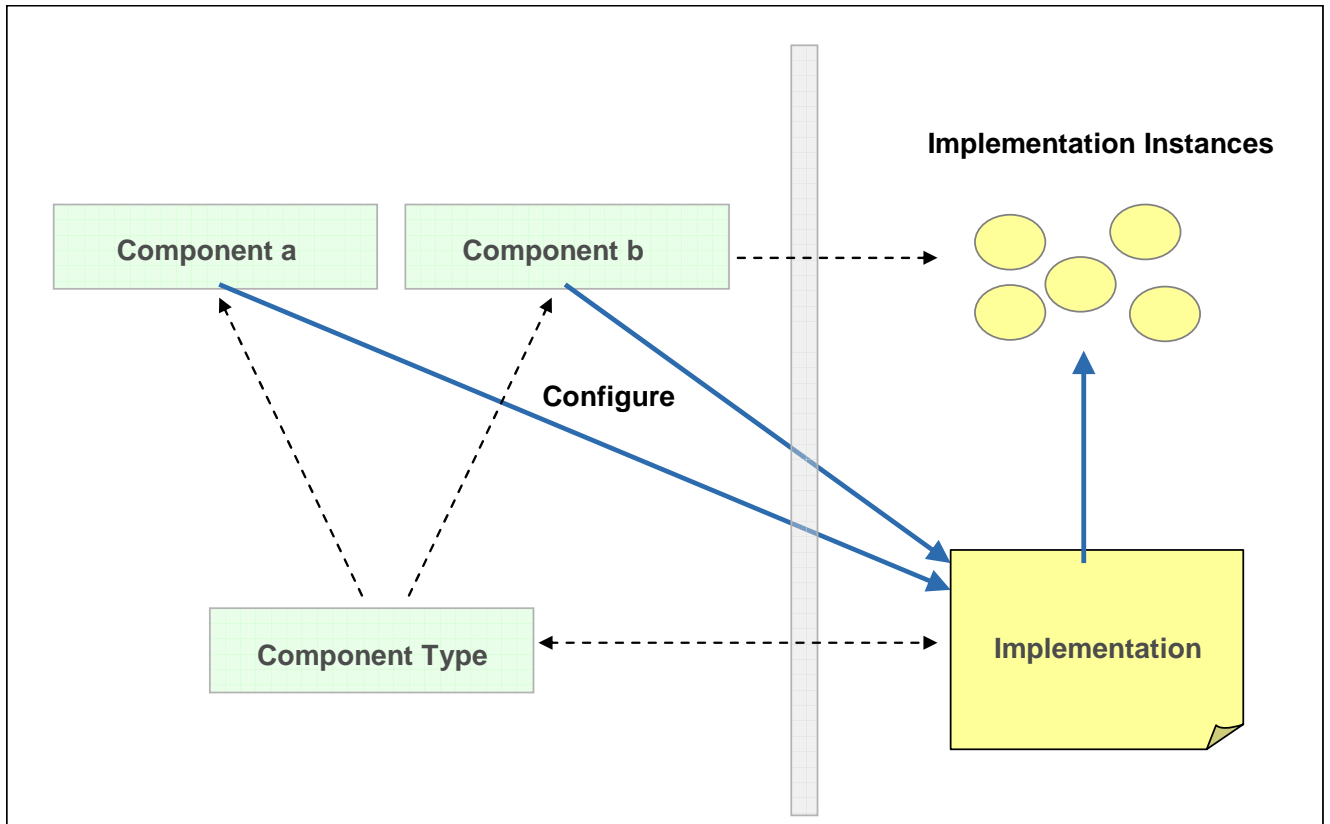 Implementation Instances
Component a
Component b
Configure
Component Type
Implementation